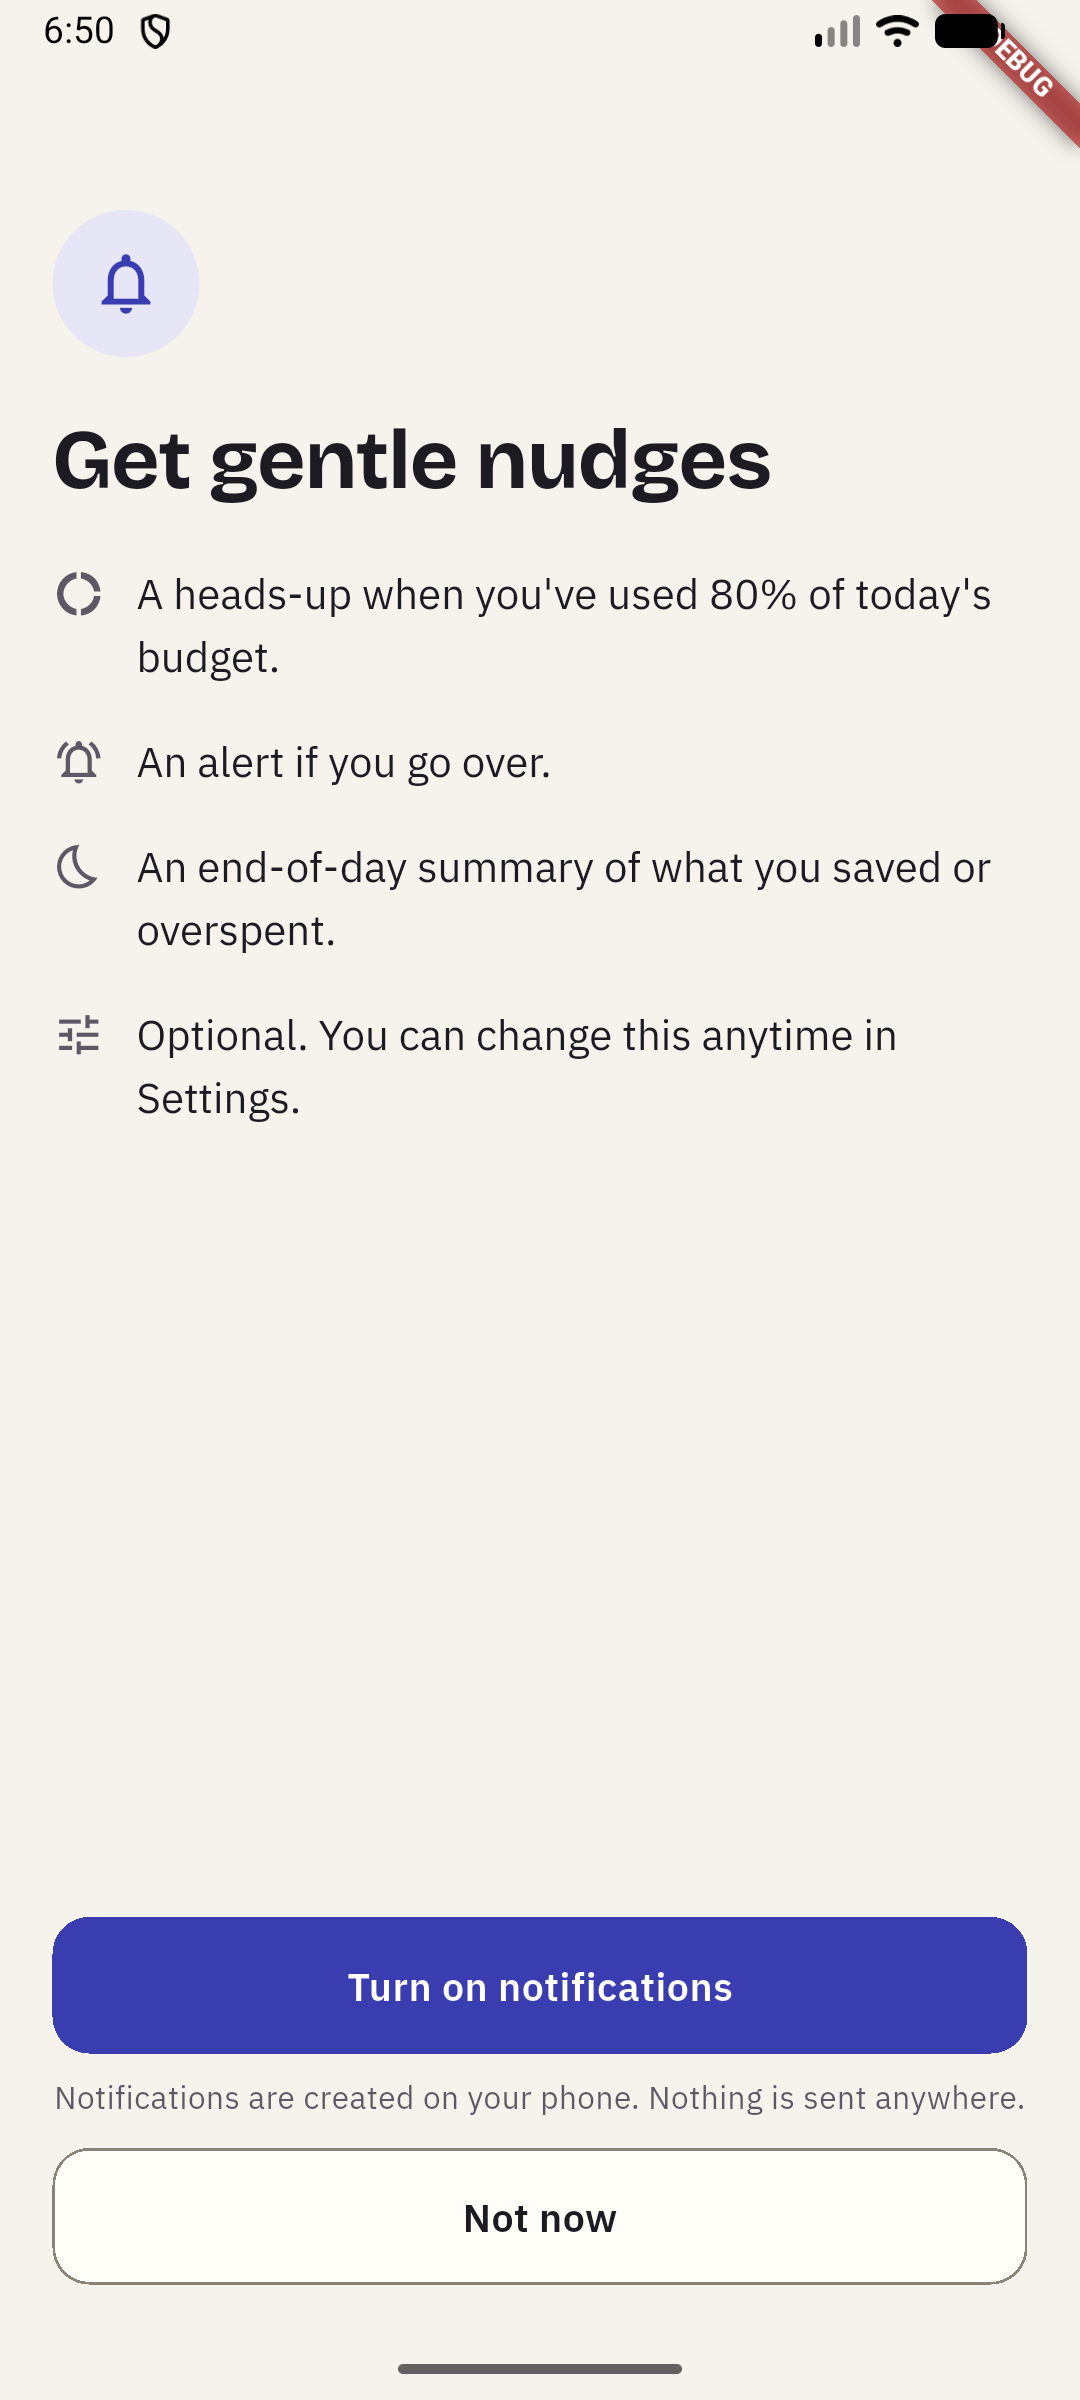 6:50
EBUG
Get gentle nudges
A heads-up when you've used 80% of today's
budget.
An alert if you go over.
An end-of-day summary of what you saved or
overspent.
Optional. You can change this anytime in
Settings.
Turn on notifications
Notifications are created on your phone. Nothing is sent anywhere.
Not now